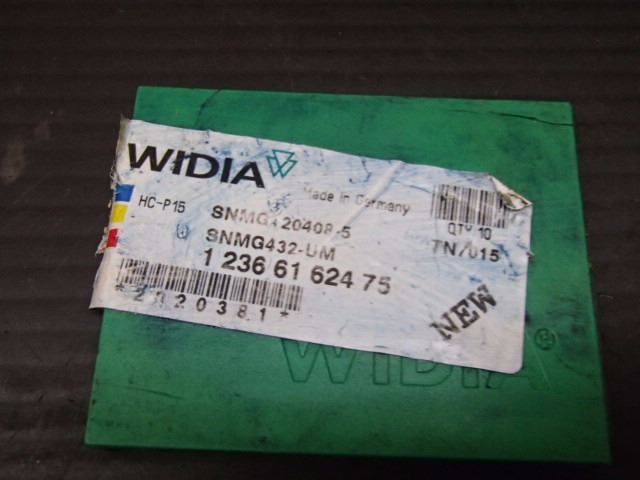 WIDIA
Made in Germany
HC-P15
SNMG120408-5
SNMG432-UM
QTY 10
TN7015
1 236 61 624 75
*2020381*
NEW
WIDIA®